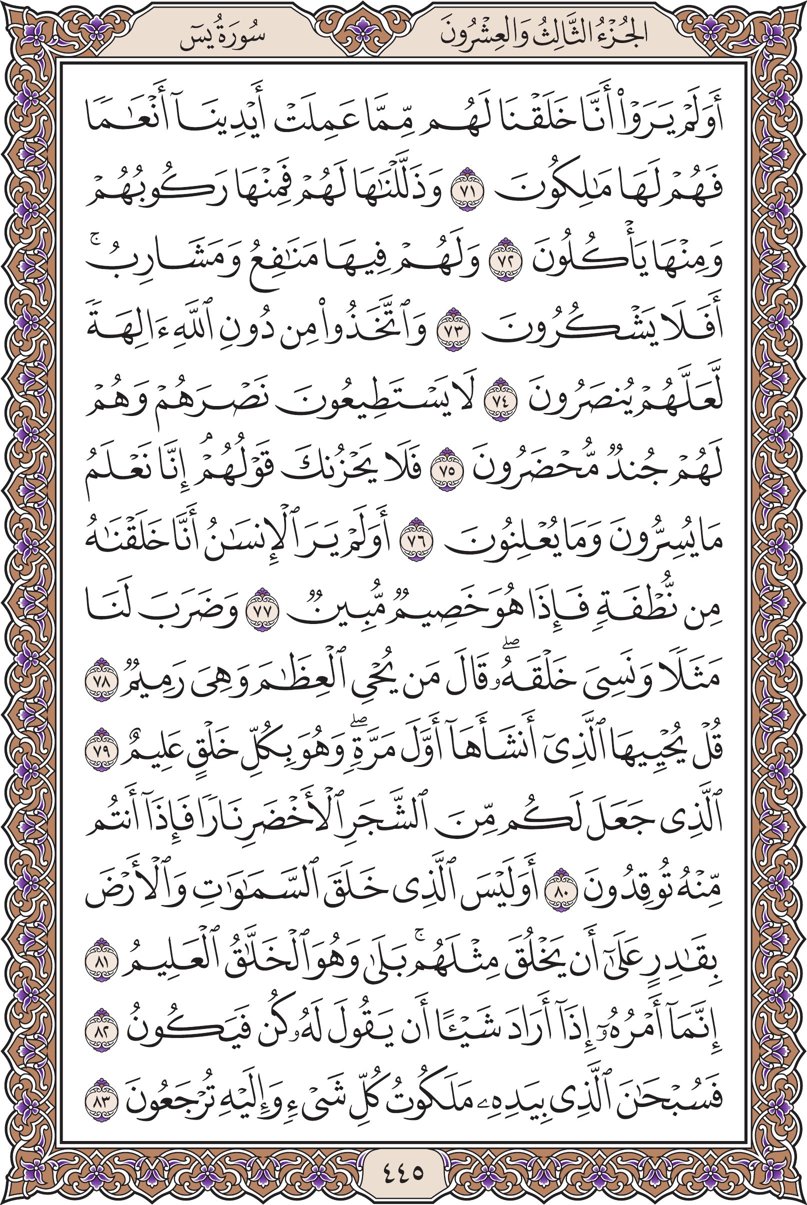 الجُزْءُ الثَّالِثُ وَالعِشْرُونَ
سُورَةُ يسٓ
أَوَلَمْ يَرَوْا۟ أَنَّا خَلَقْنَا لَهُم مِّمَّا عَمِلَتْ أَيْدِينَآ أَنْعَـٰمًا
فَهُمْ لَهَا مَـٰلِكُونَ ٧١ وَذَلَّلْنَـٰهَا لَهُمْ فَمِنْهَا رَكُوبُهُمْ
وَمِنْهَا يَأْكُلُونَ ٧٢ وَلَهُمْ فِيهَا مَنَـٰفِعُ وَمَشَارِبُ ۚ
أَفَلَا يَشْكُرُونَ ٧٣ وَٱتَّخَذُوا۟ مِن دُونِ ٱللَّهِ ءَالِهَةً
لَّعَلَّهُمْ يُنصَرُونَ ٧٤ لَا يَسْتَطِيعُونَ نَصْرَهُمْ وَهُمْ
لَهُمْ جُندٌ مُّحْضَرُونَ ٧٥ فَلَا يَحْزُنكَ قَوْلُهُمْ ۘ إِنَّا نَعْلَمُ
مَا يُسِرُّونَ وَمَا يُعْلِنُونَ ٧٦ أَوَلَمْ يَرَ ٱلْإِنسَـٰنُ أَنَّا خَلَقْنَـٰهُ
مِن نُّطْفَةٍ فَإِذَا هُوَ خَصِيمٌ مُّبِينٌ ٧٧ وَضَرَبَ لَنَا
مَثَلًا وَنَسِىَ خَلْقَهُۥ ۖ قَالَ مَن يُحْىِ ٱلْعِظَـٰمَ وَهِىَ رَمِيمٌ ٧٨
قُلْ يُحْيِيهَا ٱلَّذِىٓ أَنشَأَهَآ أَوَّلَ مَرَّةٍ ۖ وَهُوَ بِكُلِّ خَلْقٍ عَلِيمٌ ٧٩
ٱلَّذِى جَعَلَ لَكُم مِّنَ ٱلشَّجَرِ ٱلْأَخْضَرِ نَارًا فَإِذَآ أَنتُم
مِّنْهُ تُوقِدُونَ ٨٠ أَوَلَيْسَ ٱلَّذِى خَلَقَ ٱلسَّمَـٰوَٰتِ وَٱلْأَرْضَ
بِقَـٰدِرٍ عَلَىٰٓ أَن يَخْلُقَ مِثْلَهُم ۚ بَلَىٰ وَهُوَ ٱلْخَلَّـٰقُ ٱلْعَلِيمُ ٨١
إِنَّمَآ أَمْرُهُۥٓ إِذَآ أَرَادَ شَيْـًٔا أَن يَقُولَ لَهُۥ كُن فَيَكُونُ ٨٢
فَسُبْحَـٰنَ ٱلَّذِى بِيَدِهِۦ مَلَكُوتُ كُلِّ شَىْءٍ وَإِلَيْهِ تُرْجَعُونَ ٨٣
٤٤٥